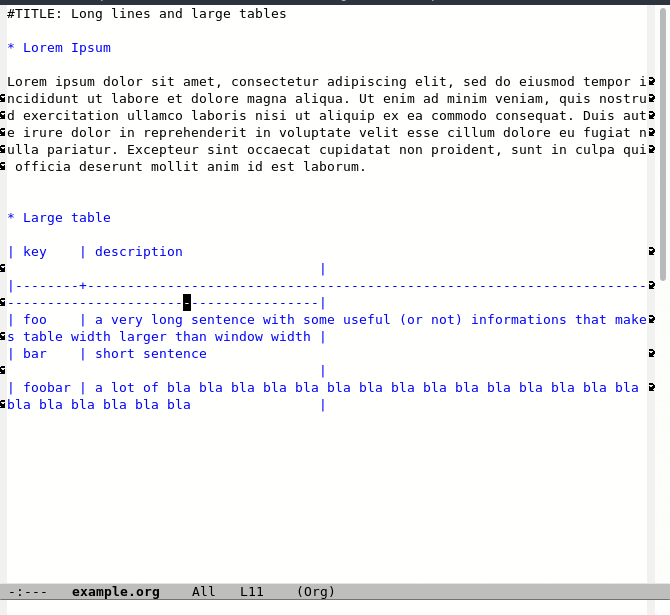 #TITLE: Long lines and large tables
* Lorem Ipsum
Lorem ipsum dolor sit amet, consectetur adipiscing elit, sed do eiusmod tempor i
ncididunt ut labore et dolore magna aliqua. Ut enim ad minim veniam, quis nostru
d exercitation ullamco laboris nisi ut aliquip ex ea commodo consequat. Duis aut
e irure dolor in reprehenderit in voluptate velit esse cillum dolore eu fugiat n
ulla pariatur. Excepteur sint occaecat cupidatat non proident, sunt in culpa qui
 officia deserunt mollit anim id est laborum.
* Large table
| key    | description
                                       |
|--------+----------------------------------------------------------------------
---------------------------------------|
| foo    | a very long sentence with some useful (or not) informations that make
s table width larger than window width |
| bar    | short sentence
                                       |
| foobar | a lot of bla bla bla bla bla bla bla bla bla bla bla bla bla bla bla
bla bla bla bla bla bla                |
-:---   example.org    All   L11    (Org)